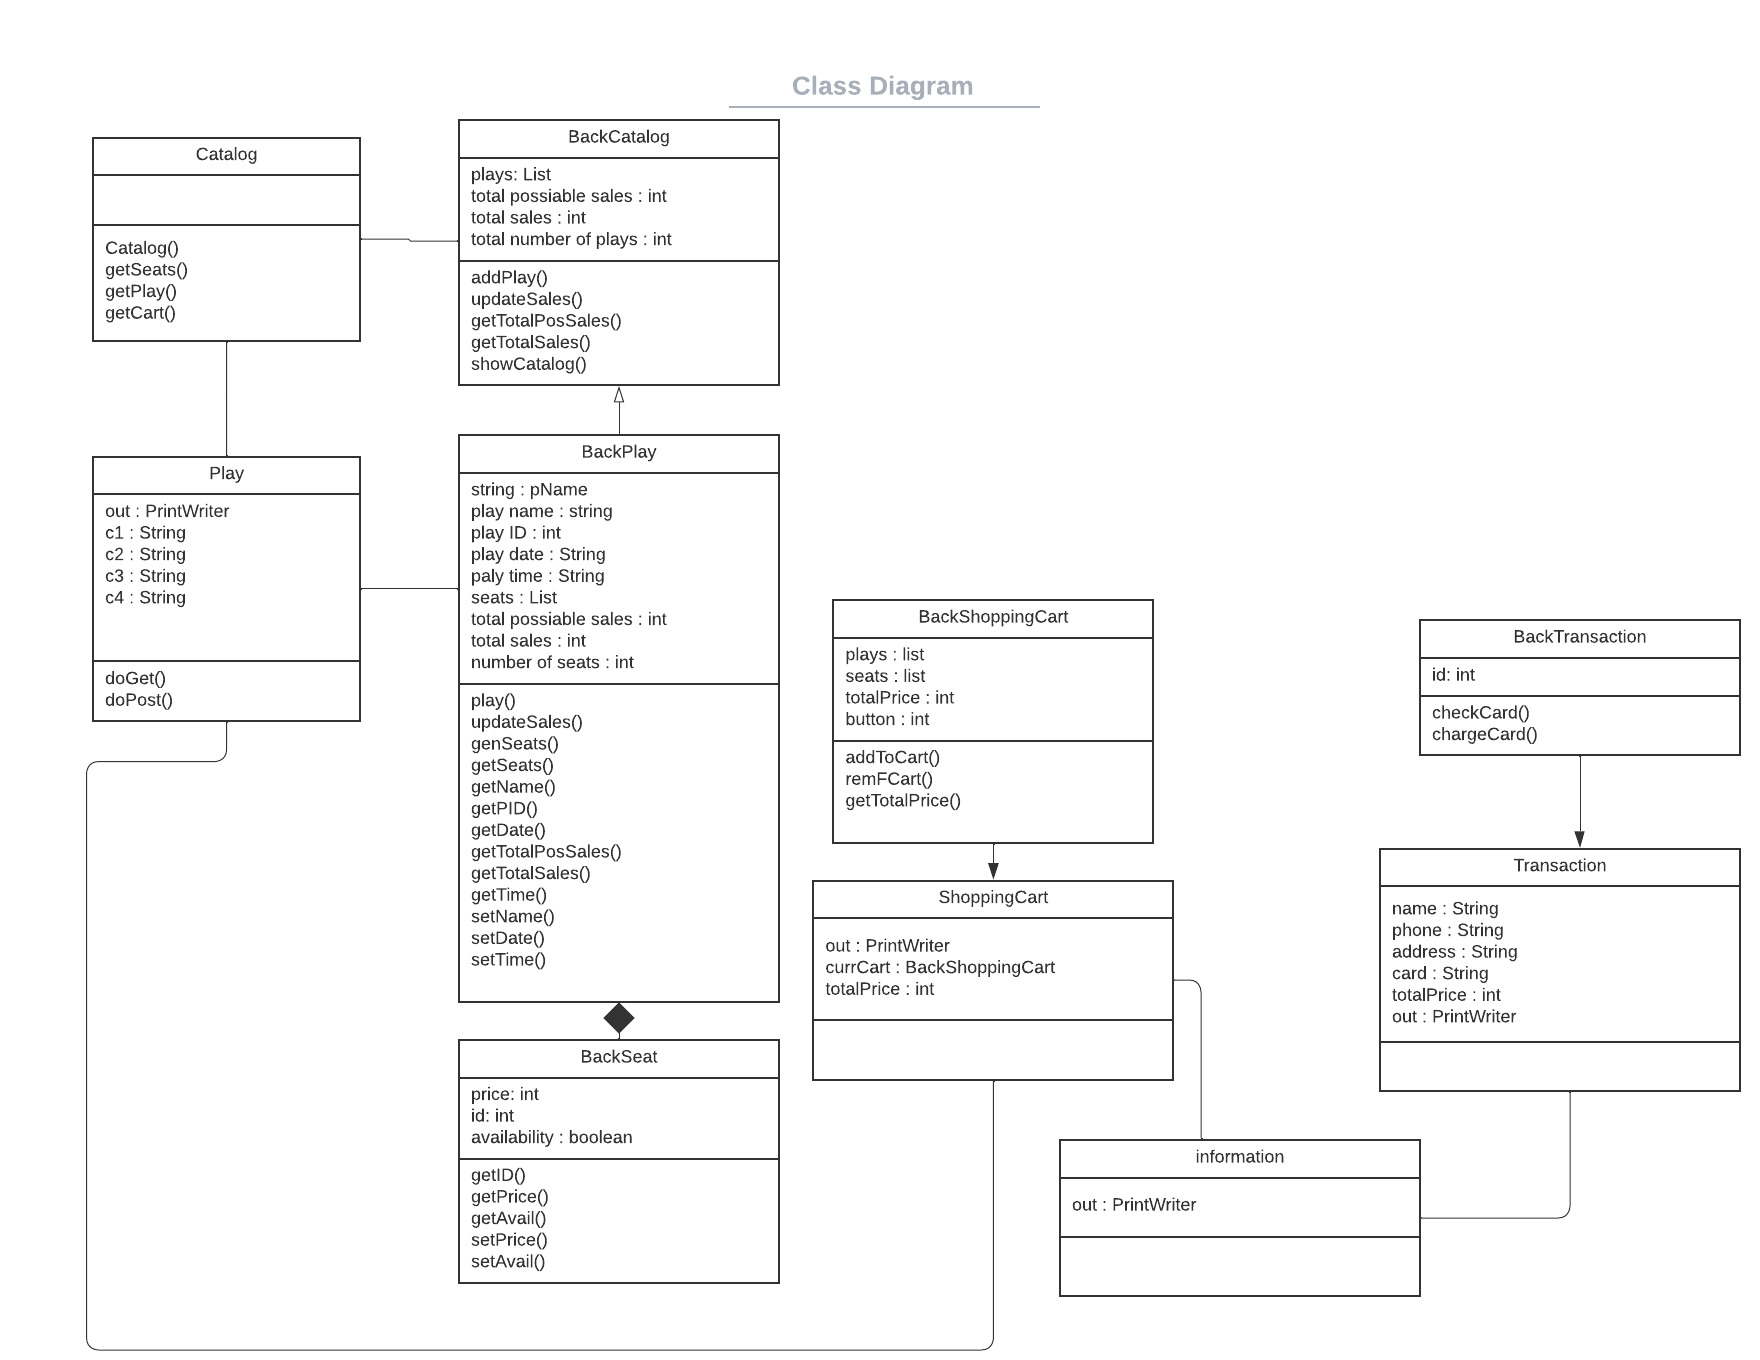 Class Diagram
Catalog
Catalog()
getSeats()
getPlay()
getCart()
BackCatalog
plays: List
total possiable sales : int
total sales : int
total number of plays : int
addPlay()
updateSales()
getTotalPosSales()
getTotalSales()
showCatalog()
Play
out : PrintWriter
c1 : String
c2 : String
c3 : String
c4 : String
doGet()
doPost()
BackPlay
string : pName
play name : string
play ID : int
play date : String
paly time : String
seats : List
total possiable sales : int
total sales : int
number of seats : int
play()
updateSales()
genSeats()
getSeats()
getName()
getPID()
getDate()
getTotalPosSales()
getTotalSales()
getTime()
setName()
setDate()
setTime()
BackSeat
price: int
id: int
availability : boolean
getID()
getPrice()
getAvail()
setPrice()
setAvail()
BackShoppingCart
plays : list
seats : list
totalPrice : int
button : int
addToCart()
remFCart()
getTotalPrice()
ShoppingCart
out : PrintWriter
currCart : BackShoppingCart
totalPrice : int
information
out : PrintWriter
BackTransaction
id: int
checkCard()
chargeCard()
Transaction
name : String
phone : String
address : String
card : String
totalPrice : int
out : PrintWriter